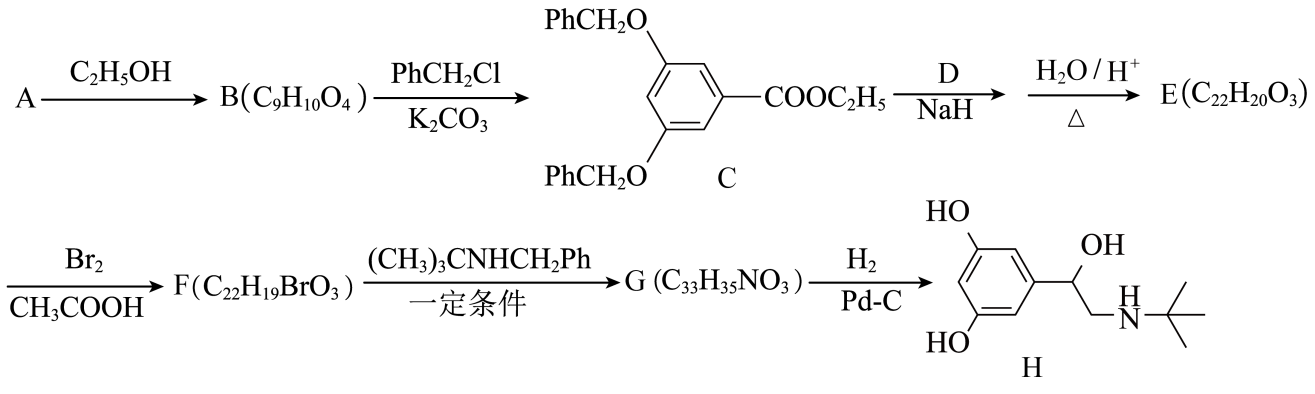 PhCH₂O
A C₂H₅OH B(C₉H₁₀O₄) PhCH₂Cl K₂CO₃ COOC₂H₅ D NaH H₂O/H⁺ △ E(C₂₂H₂₀O₃)
PhCH₂O C
Br₂ CH₃COOH F(C₂₂H₁₉BrO₃) (CH₃)₃CNHCH₂Ph 一定条件 G(C₃₃H₃₅NO₃) H₂ Pd-C HO OH H N
HO H